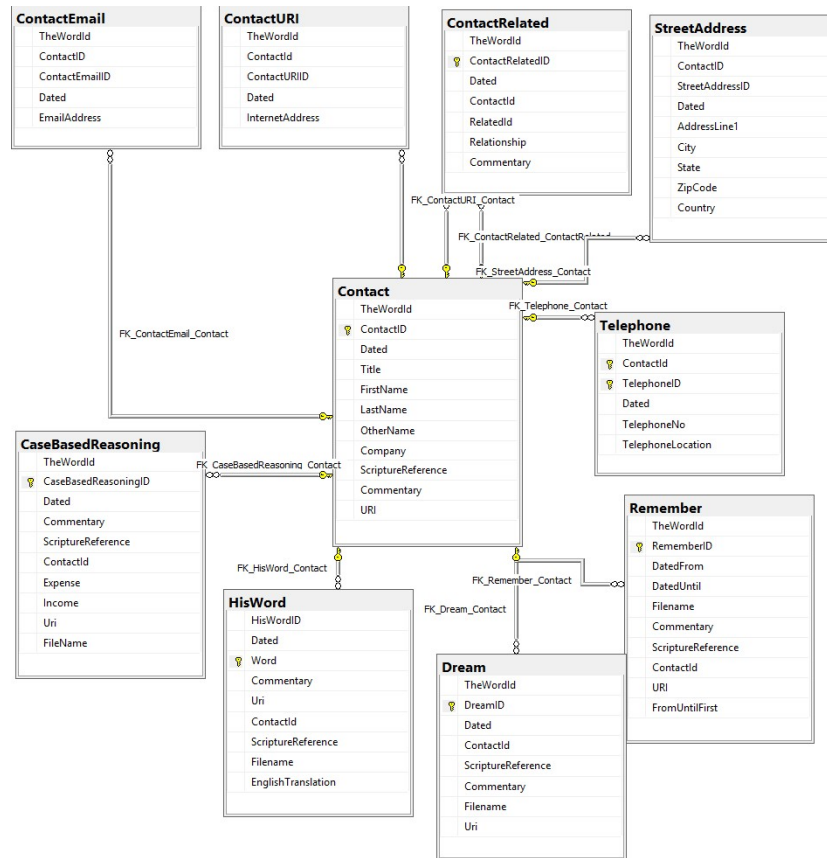 ContactEmail
TheWordId
ContactID
ContactEmailID
Dated
EmailAddress
ContactURI
TheWordId
ContactId
ContactURIID
Dated
InternetAddress
ContactRelated
TheWordId
ContactRelatedID
Dated
ContactId
RelatedId
Relationship
Commentary
StreetAddress
TheWordId
ContactID
StreetAddressID
Dated
AddressLine1
City
State
ZipCode
Country
FK_ContactURI_Contact
FK_ContactRelated_ContactRelated
FK_StreetAddress_Contact
FK_Telephone_Contact
FK_ContactEmail_Contact
Contact
TheWordId
ContactID
Dated
Title
FirstName
LastName
OtherName
Company
ScriptureReference
Commentary
URI
Telephone
TheWordId
ContactId
TelephoneID
Dated
TelephoneNo
TelephoneLocation
CaseBasedReasoning
TheWordId
CaseBasedReasoningID
Dated
Commentary
ScriptureReference
ContactId
Expense
Income
Uri
FileName
FK_CaseBasedReasoning_Contact
FK_HisWord_Contact
FK_Remember_Contact
FK_Dream_Contact
Remember
TheWordId
RememberID
DatedFrom
DatedUntil
Filename
Commentary
ScriptureReference
ContactId
URI
FromUntilFirst
HisWord
HisWordID
Dated
Word
Commentary
Uri
ContactId
ScriptureReference
Filename
EnglishTranslation
Dream
TheWordId
DreamID
Dated
ContactId
ScriptureReference
Commentary
Filename
Uri